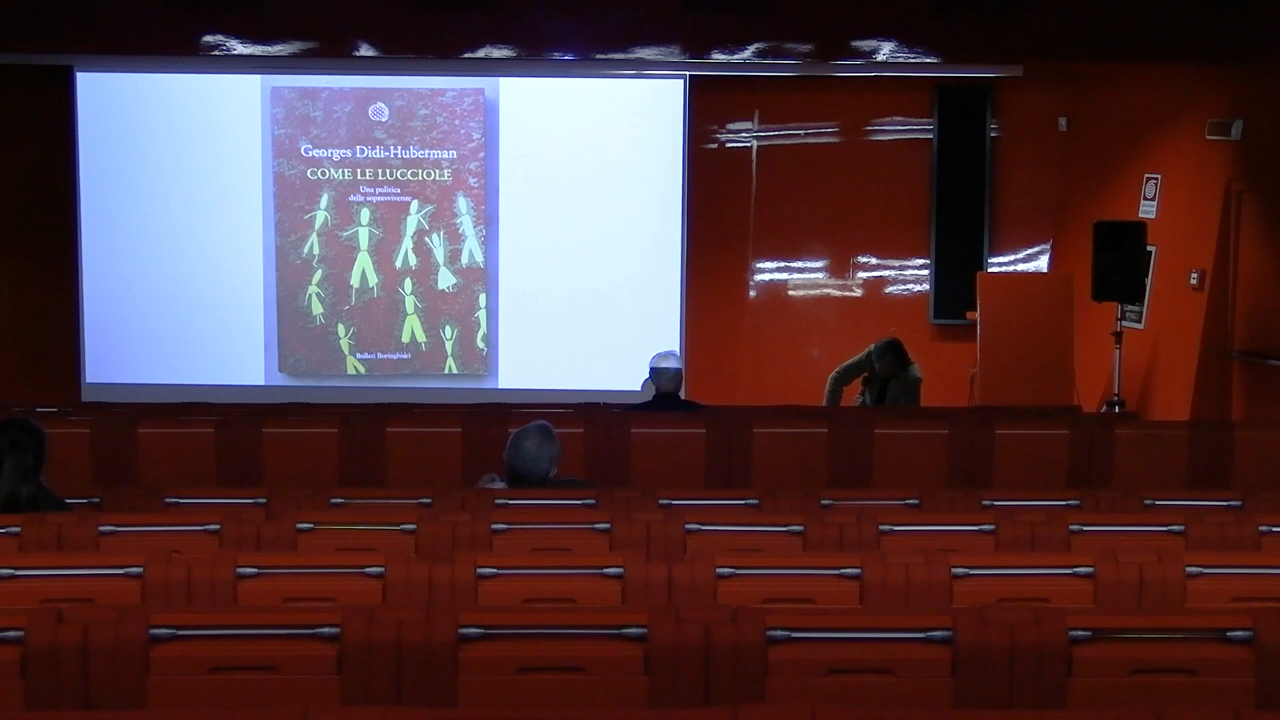 Georges Didi-Huberman
COME LE LUCCIOLE
Una politica
delle sopravvivenze
Bollati Boringhieri